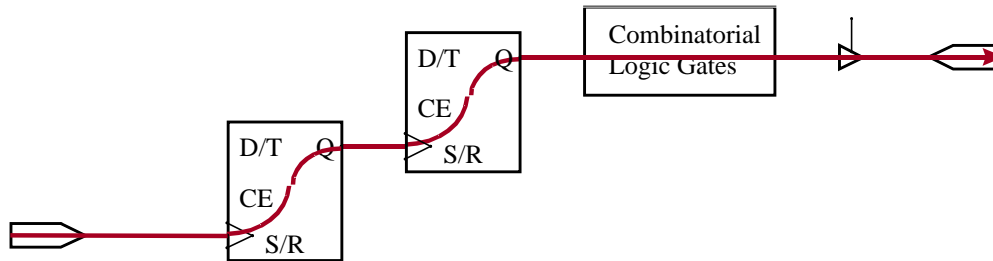 Combinatorial
Logic Gates
D/T Q
CE
S/R
D/T Q
CE
S/R